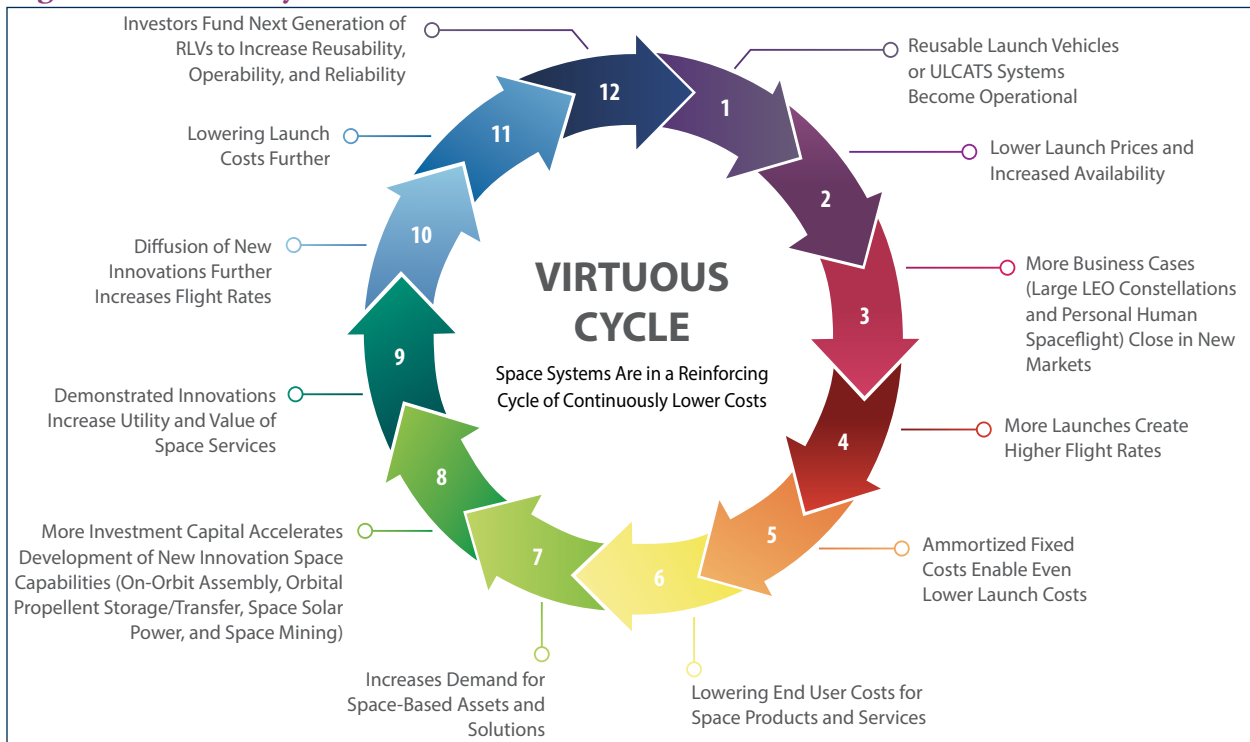 Investors Fund Next Generation of
RLVs to Increase Reusability,
Operability, and Reliability
12
1
Reusable Launch Vehicles
or ULCATS Systems
Become Operational
2
Lower Launch Prices and
Increased Availability
3
More Business Cases
(Large LEO Constellations
and Personal Human
Spaceflight) Close in New
Markets
4
More Launches Create
Higher Flight Rates
5
Ammortized Fixed
Costs Enable Even
Lower Launch Costs
6
Lowering End User Costs for
Space Products and Services
7
Increases Demand for
Space-Based Assets and
Solutions
8
More Investment Capital Accelerates
Development of New Innovation Space
Capabilities (On-Orbit Assembly, Orbital
Propellent Storage/Transfer, Space Solar
Power, and Space Mining)
9
Demonstrated Innovations
Increase Utility and Value of
Space Services
10
Diffusion of New
Innovations Further
Increases Flight Rates
11
Lowering Launch
Costs Further
VIRTUOUS
CYCLE
Space Systems Are in a Reinforcing
Cycle of Continuously Lower Costs